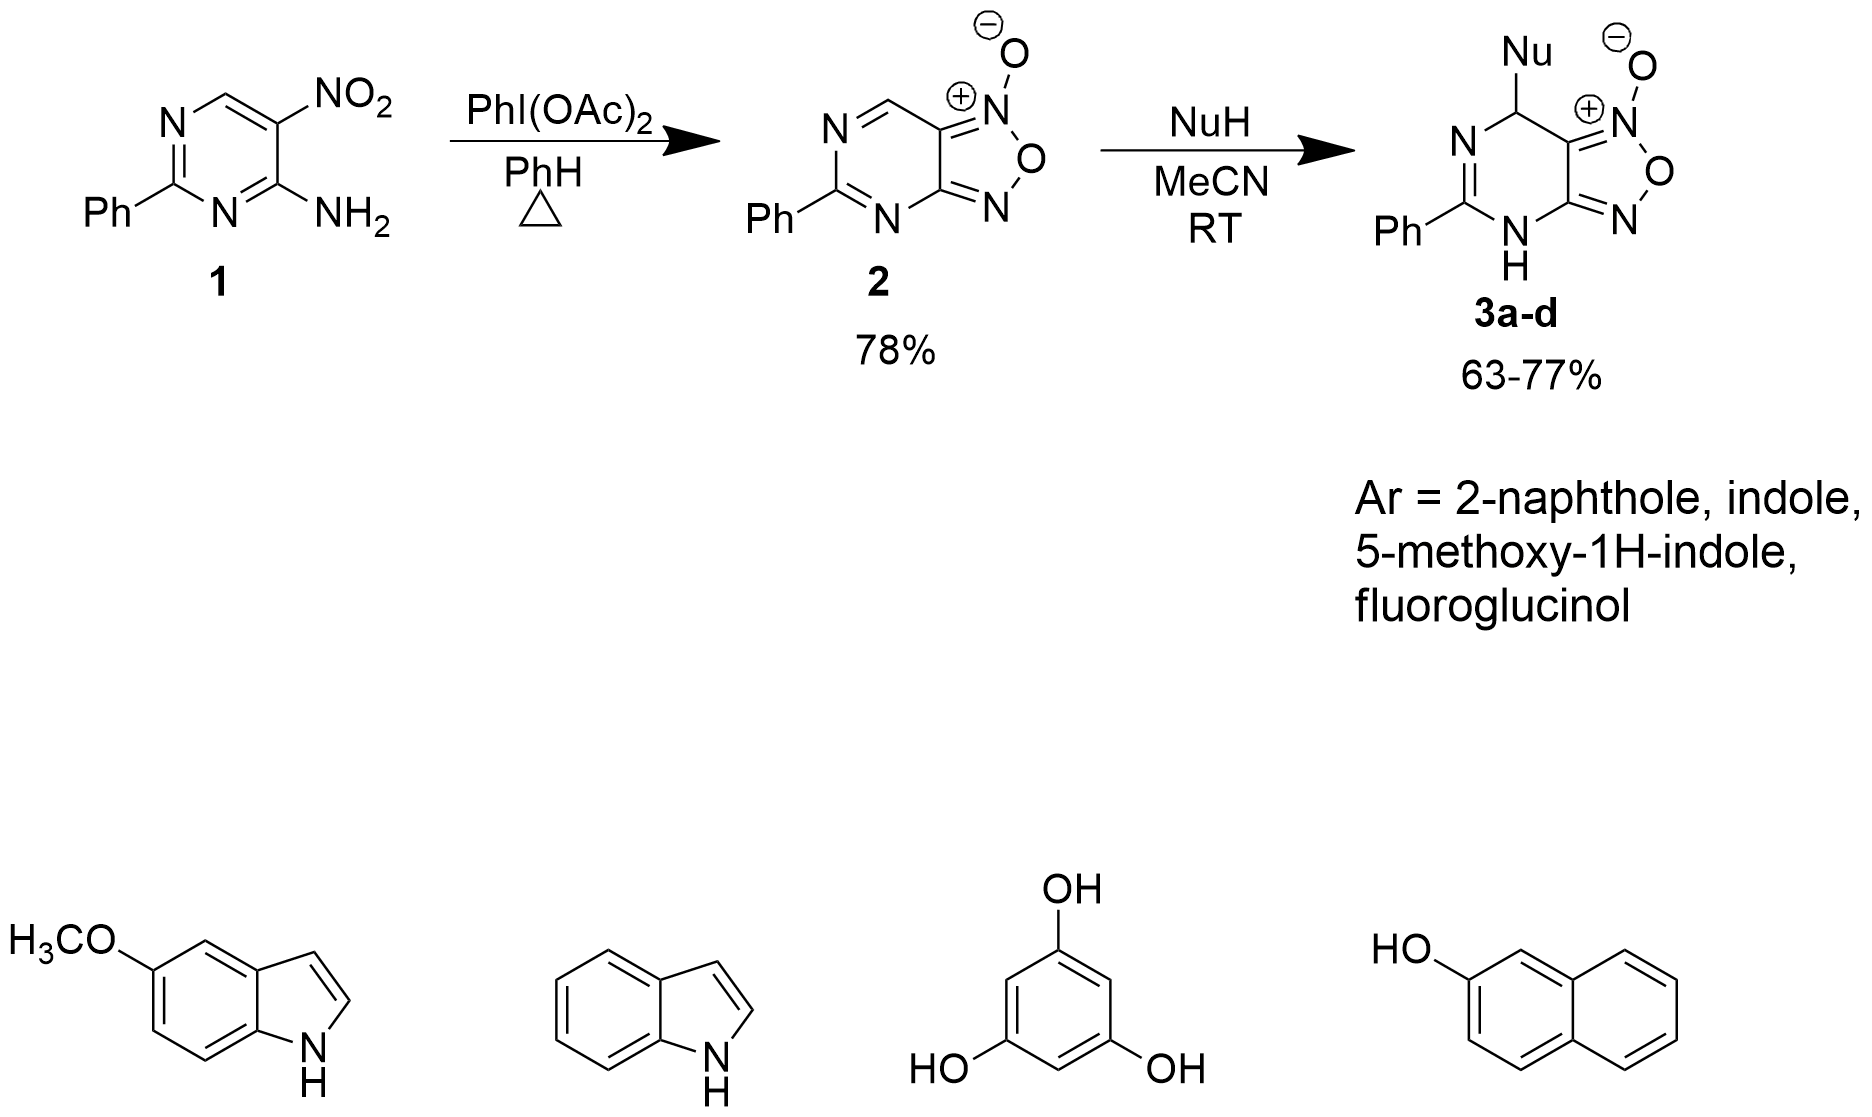 N NO₂ Ph N NH₂
1
PhI(OAc)₂
PhH
△
⊖ O ⊕ N N O Ph N N
2
78%
NuH
MeCN
RT
Nu ⊖ O ⊕ N N O Ph N H N
3a-d
63-77%
Ar = 2-naphthole, indole,
5-methoxy-1H-indole,
fluoroglucinol
H₃CO N H
N H
OH HO OH
HO